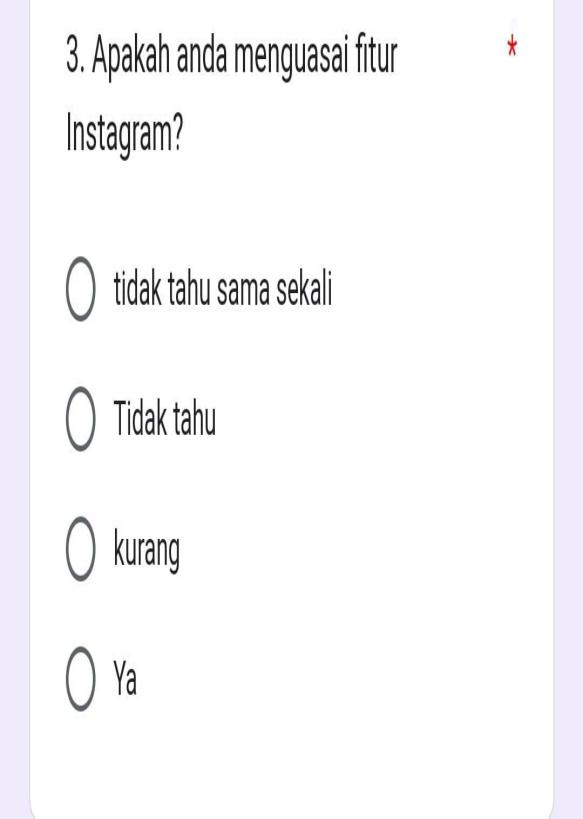 3. Apakah anda menguasai fitur *
Instagram?
tidak tahu sama sekali
Tidak tahu
kurang
Ya